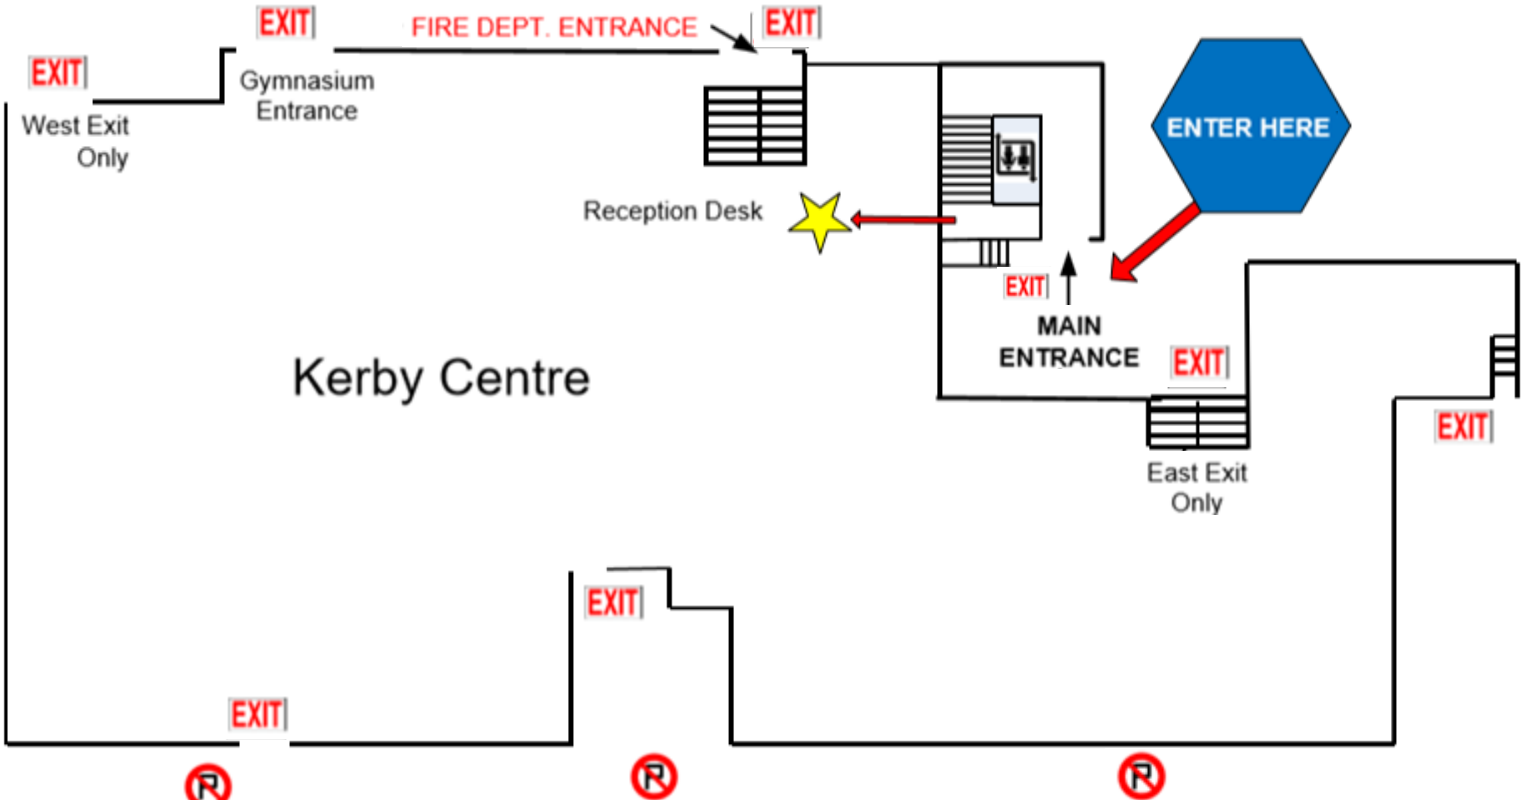 EXIT
FIRE DEPT. ENTRANCE
EXIT
EXIT
Gymnasium
Entrance
West Exit
Only
ENTER HERE
Reception Desk
EXIT
MAIN
ENTRANCE
EXIT
Kerby Centre
EXIT
East Exit
Only
EXIT
EXIT
P
P
P